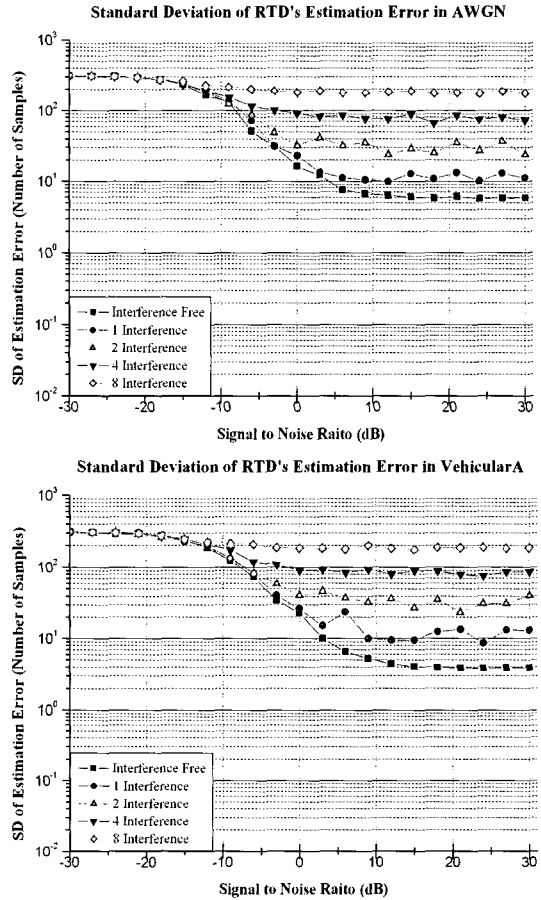 Standard Deviation of RTD's Estimation Error in AWGN
SD of Estimation Error (Number of Samples)
10^3
10^2
10^1
10^0
10^-1
10^-2
Interference Free
1 Interference
2 Interference
4 Interference
8 Interference
-30 -20 -10 0 10 20 30
Signal to Noise Raito (dB)
Standard Deviation of RTD's Estimation Error in VehicularA
SD of Estimation Error (Number of Samples)
10^3
10^2
10^1
10^0
10^-1
10^-2
Interference Free
1 Interference
2 Interference
4 Interference
8 Interference
-30 -20 -10 0 10 20 30
Signal to Noise Raito (dB)